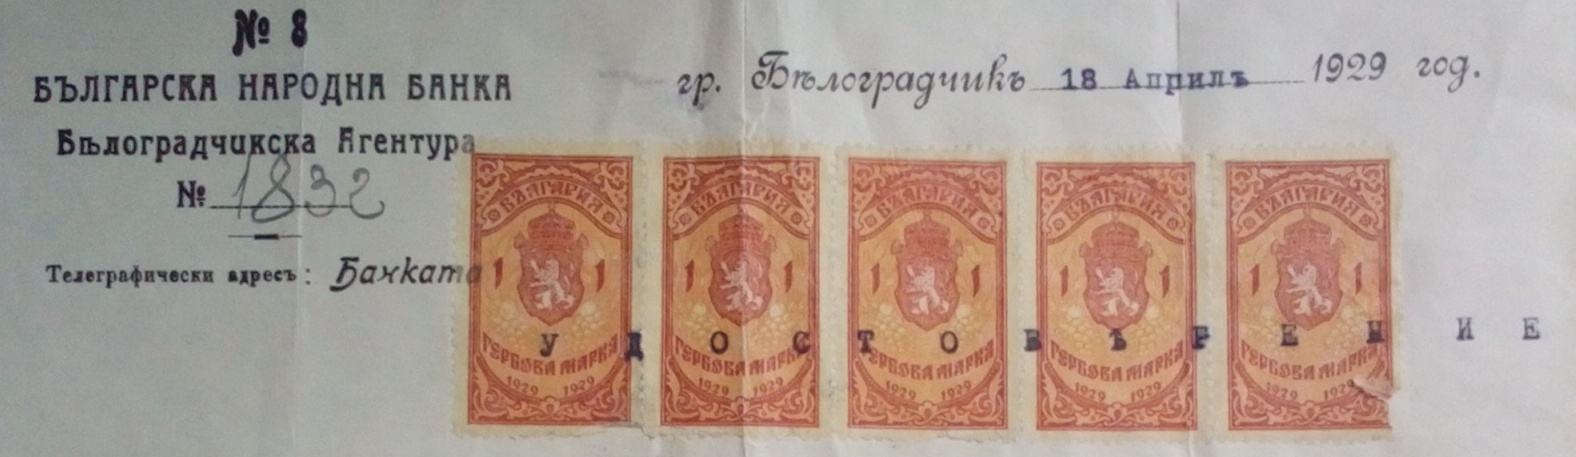 № 8
БЪЛГАРСКА НАРОДНА БАНКА
Бѣлоградчикска Агентура
№ 1832
Телеграфически адресъ: Банката
гр. Бѣлоградчикъ 18 Априлъ 1929 год.
БЪЛГАРИЯ БЪЛГАРИЯ БЪЛГАРИЯ БЪЛГАРИЯ БЪЛГАРИЯ
1 1 1 1 1 1 1 1 1 1
У Д О С Т О В Ѣ Р Е Н И Е
ГЕРБОВА МАРКА ГЕРБОВА МАРКА ГЕРБОВА МАРКА ГЕРБОВА МАРКА ГЕРБОВА МАРКА
1929 1929 1929 1929 1929 1929 1929 1929 1929 1929